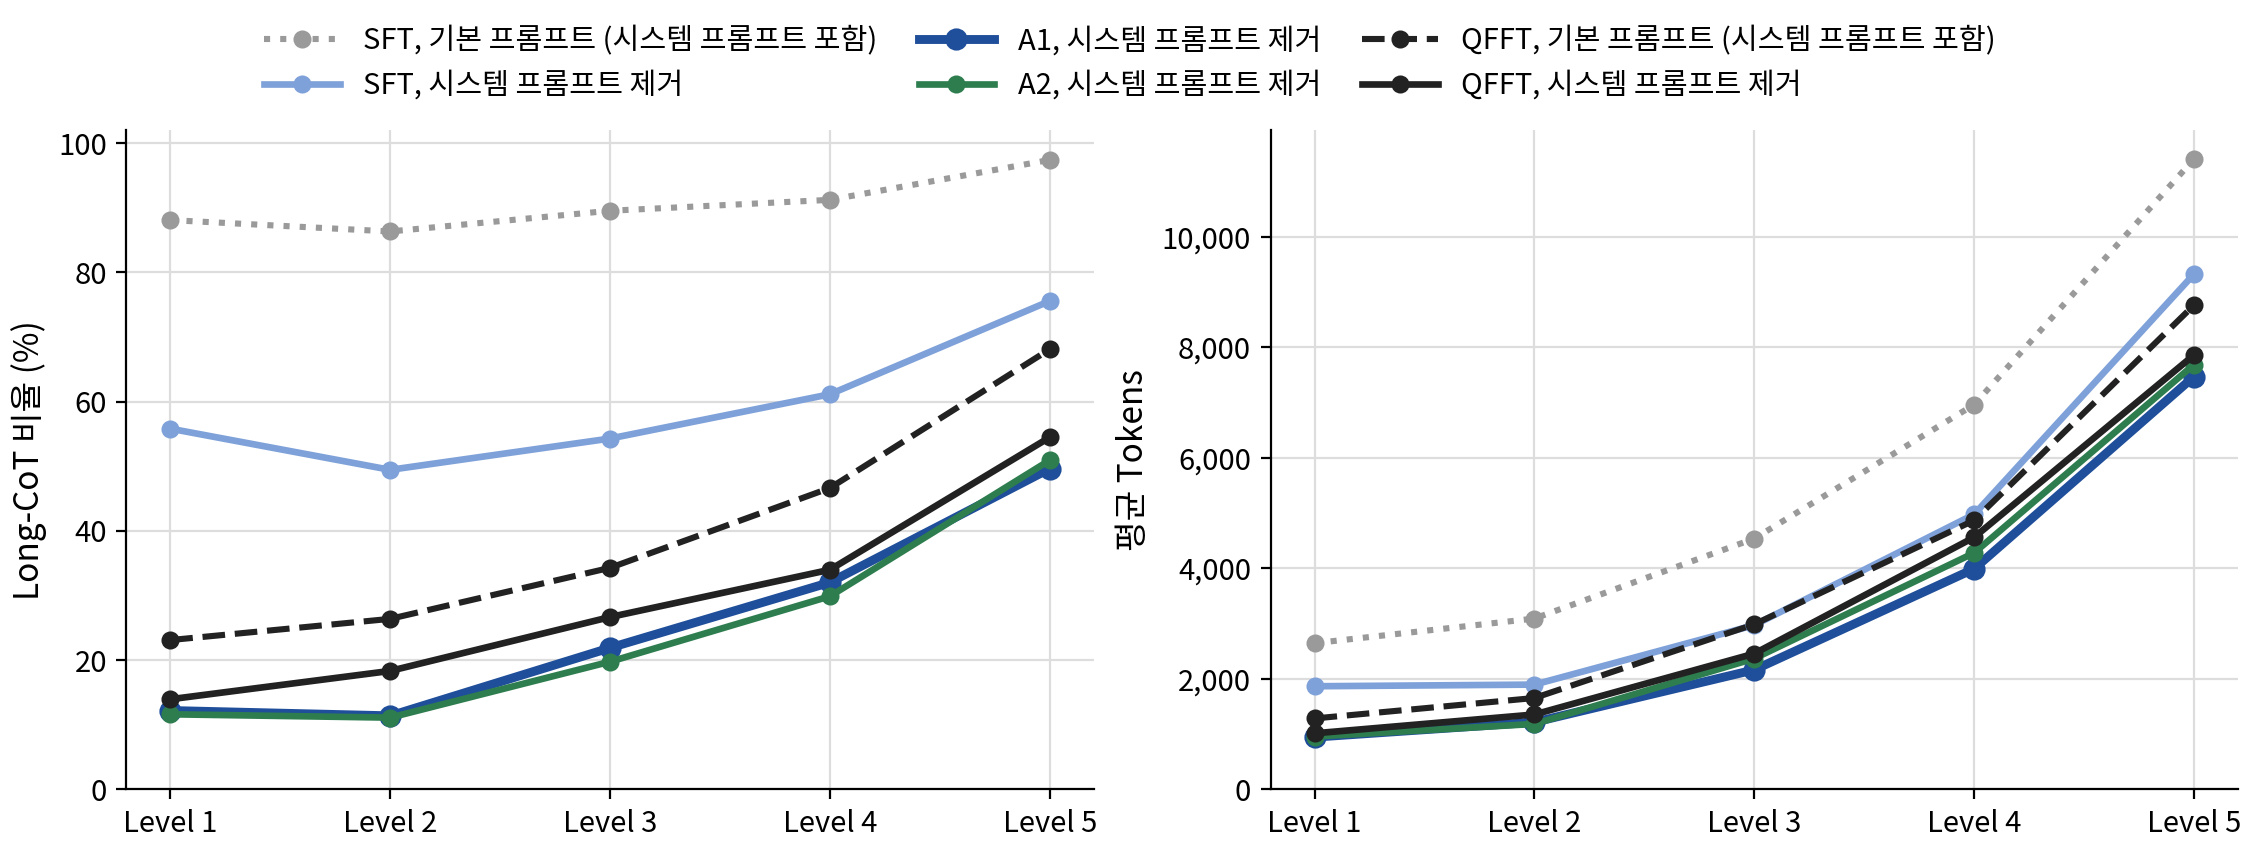 SFT, 기본 프롬프트 (시스템 프롬프트 포함)
SFT, 시스템 프롬프트 제거
A1, 시스템 프롬프트 제거
A2, 시스템 프롬프트 제거
QFFT, 기본 프롬프트 (시스템 프롬프트 포함)
QFFT, 시스템 프롬프트 제거
Long-CoT 비율 (%)
100
80
60
40
20
0
Level 1
Level 2
Level 3
Level 4
Level 5
평균 Tokens
10,000
8,000
6,000
4,000
2,000
0
Level 1
Level 2
Level 3
Level 4
Level 5